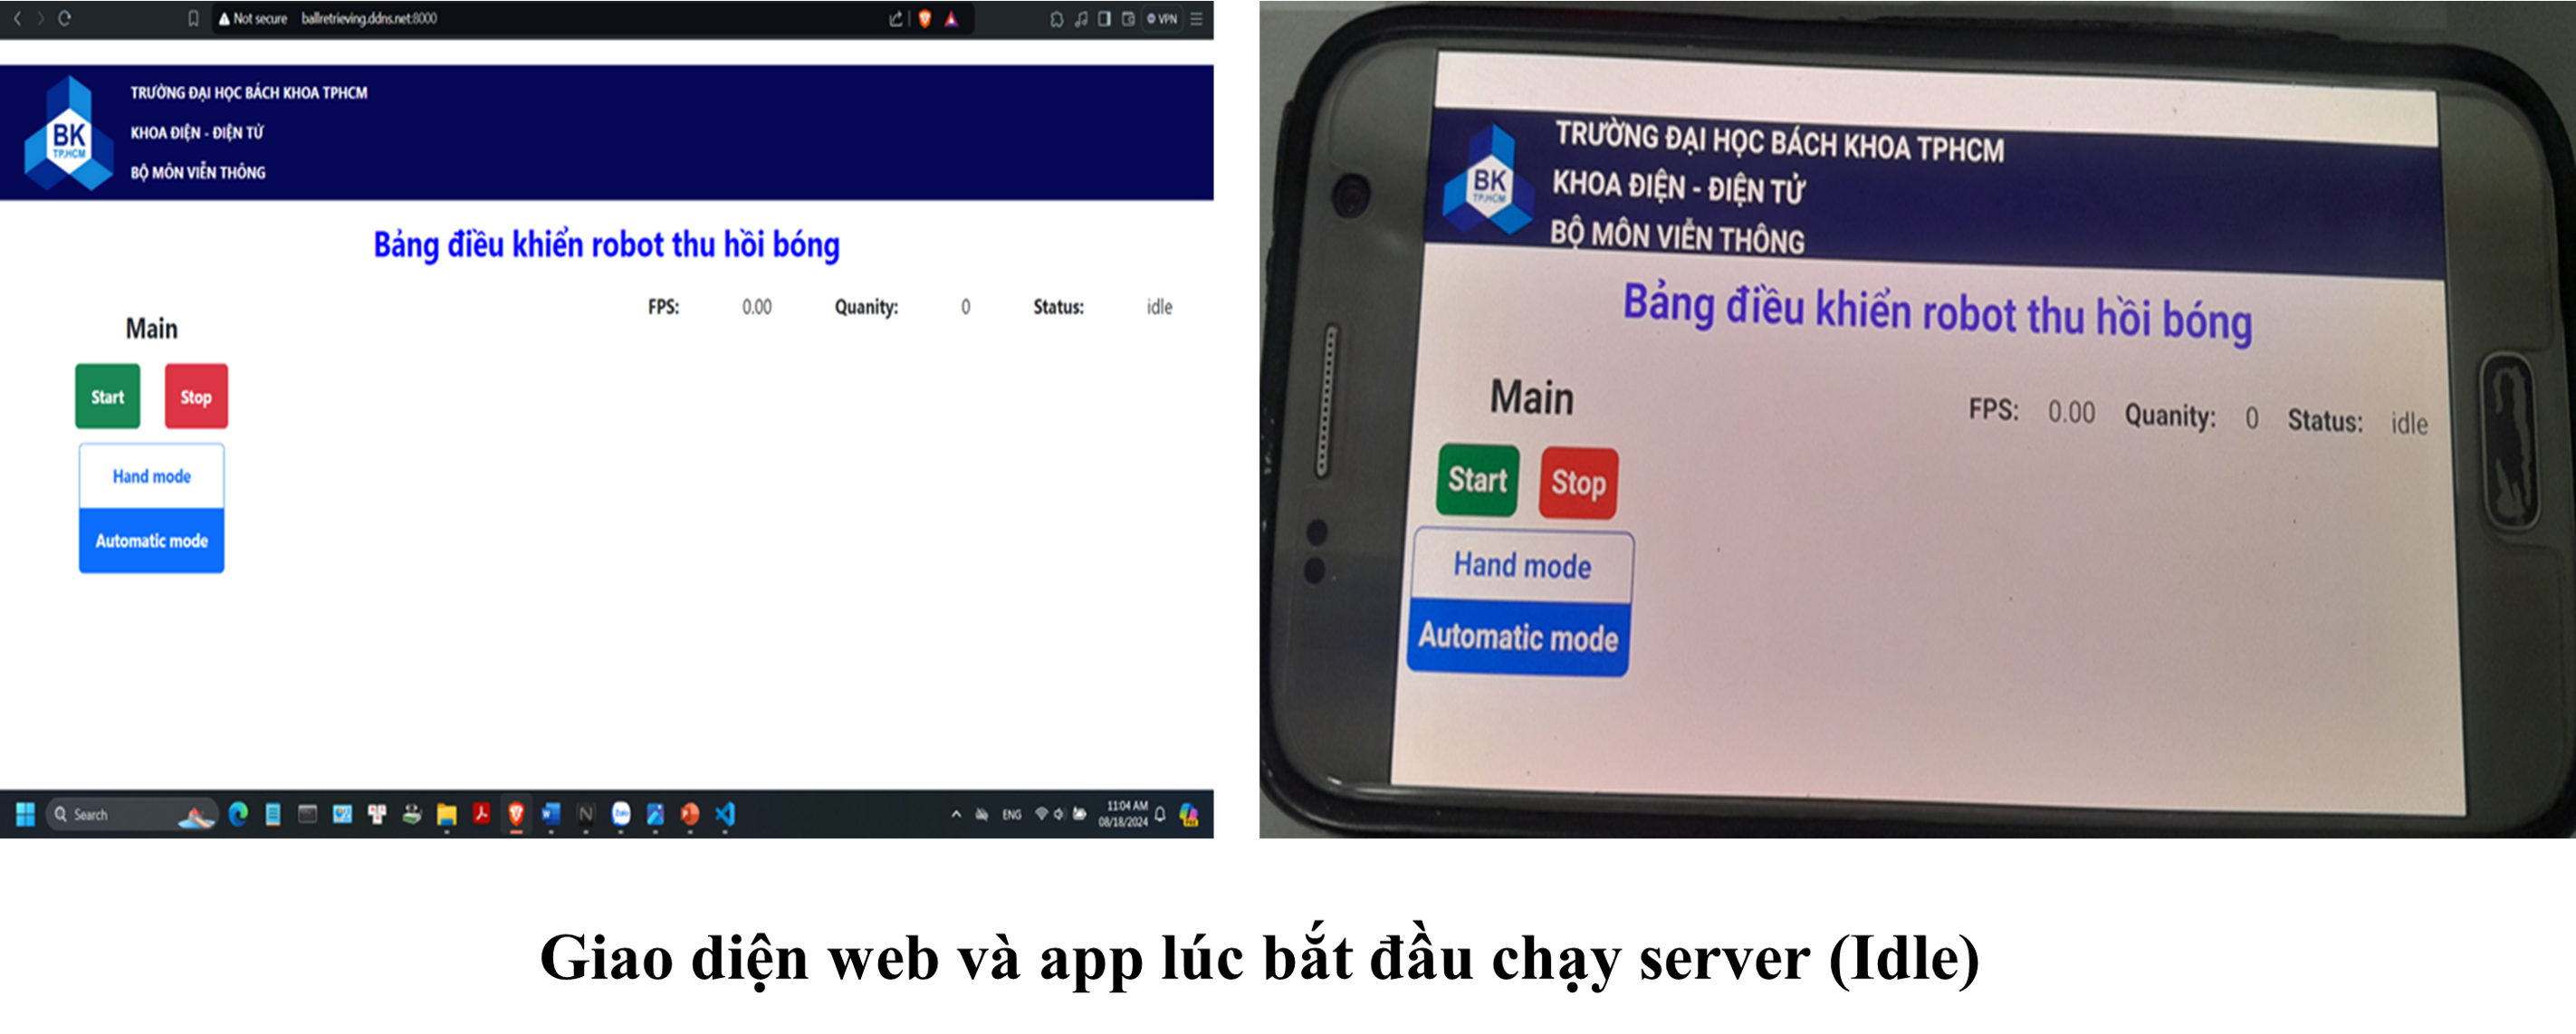 Not secure ballretrieving.ddns.net:8000
VPN
BK
TP.HCM
TRƯỜNG ĐẠI HỌC BÁCH KHOA TPHCM
KHOA ĐIỆN - ĐIỆN TỬ
BỘ MÔN VIỄN THÔNG
Bảng điều khiển robot thu hồi bóng
FPS: 0.00 Quanity: 0 Status: idle
Main
Start Stop
Hand mode
Automatic mode
Search
ENG
11:04 AM
08/18/2024
BK
TP.HCM
TRƯỜNG ĐẠI HỌC BÁCH KHOA TPHCM
KHOA ĐIỆN - ĐIỆN TỬ
BỘ MÔN VIỄN THÔNG
Bảng điều khiển robot thu hồi bóng
Main
FPS: 0.00 Quanity: 0 Status: idle
Start Stop
Hand mode
Automatic mode
Giao diện web và app lúc bắt đầu chạy server (Idle)